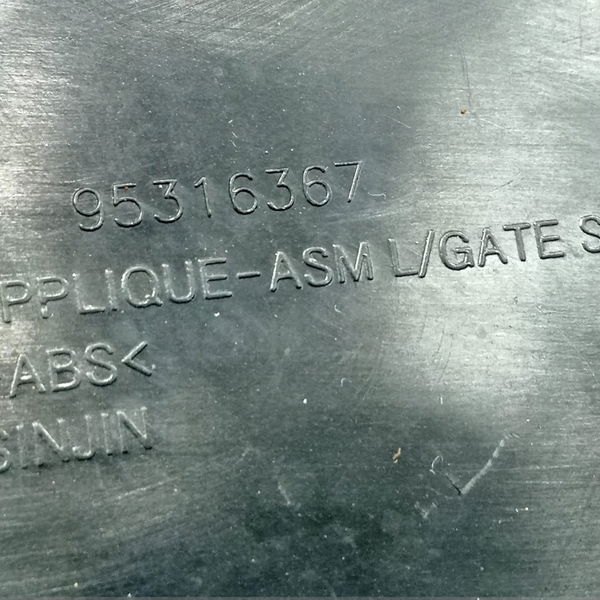 95316367
PPLIQUE-ASM L/GATE S
ABS<
SINJIN